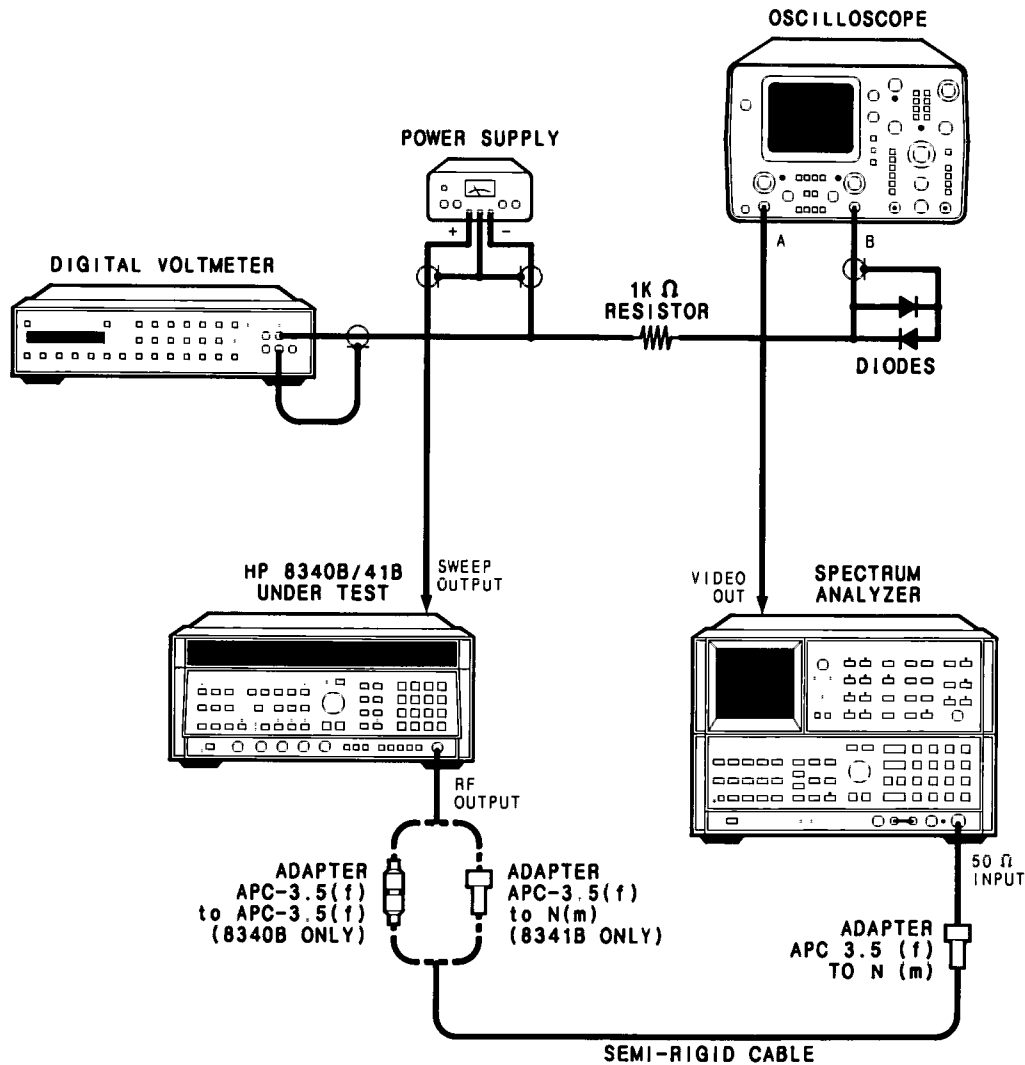 OSCILLOSCOPE
POWER SUPPLY
+
-
A
B
DIGITAL VOLTMETER
1K Ω
RESISTOR
DIODES
HP 8340B/41B
UNDER TEST
SWEEP
OUTPUT
VIDEO
OUT
SPECTRUM
ANALYZER
RF
OUTPUT
50 Ω
INPUT
ADAPTER
APC-3.5(f)
to APC-3.5(f)
(8340B ONLY)
ADAPTER
APC-3.5(f)
to N(m)
(8341B ONLY)
ADAPTER
APC 3.5 (f)
TO N (m)
SEMI-RIGID CABLE